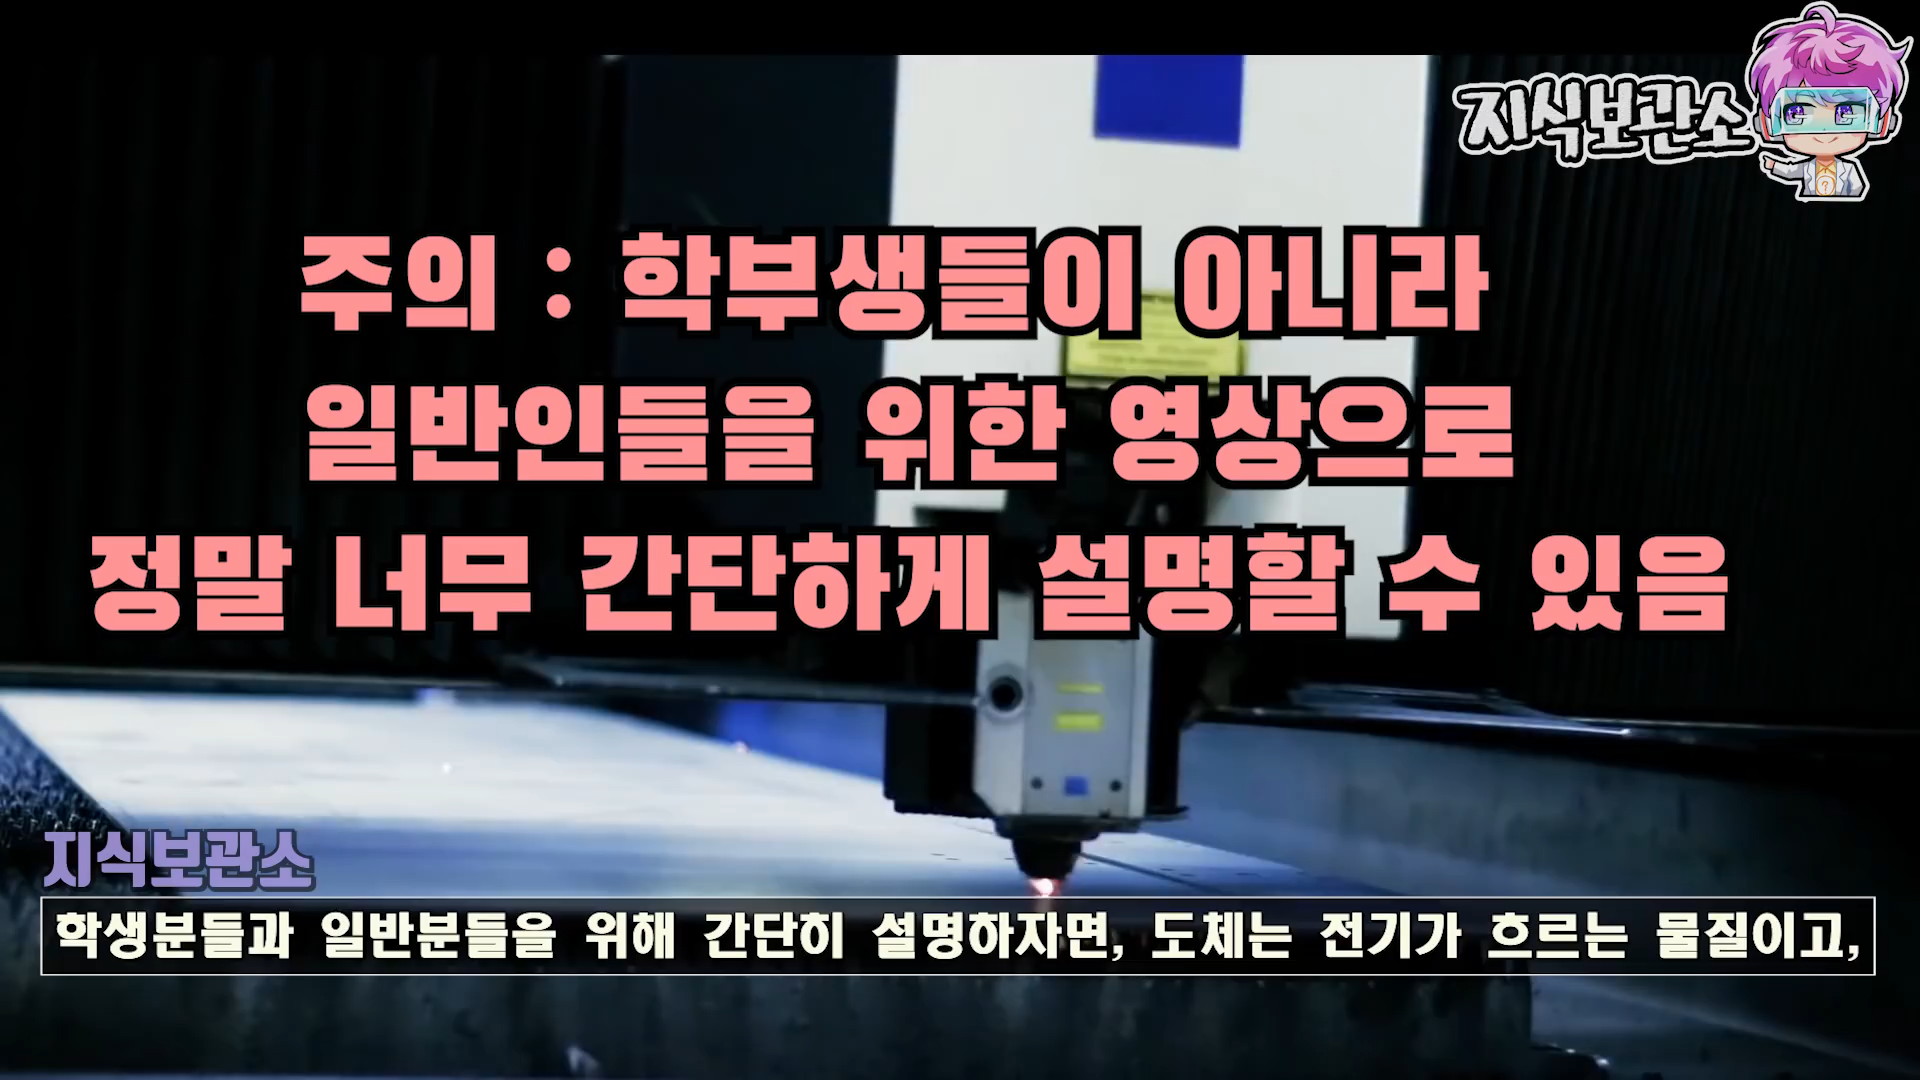 지식보관소
주의 : 학부생들이 아니라
일반인들을 위한 영상으로
정말 너무 간단하게 설명할 수 있음
지식보관소
학생분들과 일반분들을 위해 간단히 설명하자면, 도체는 전기가 흐르는 물질이고,